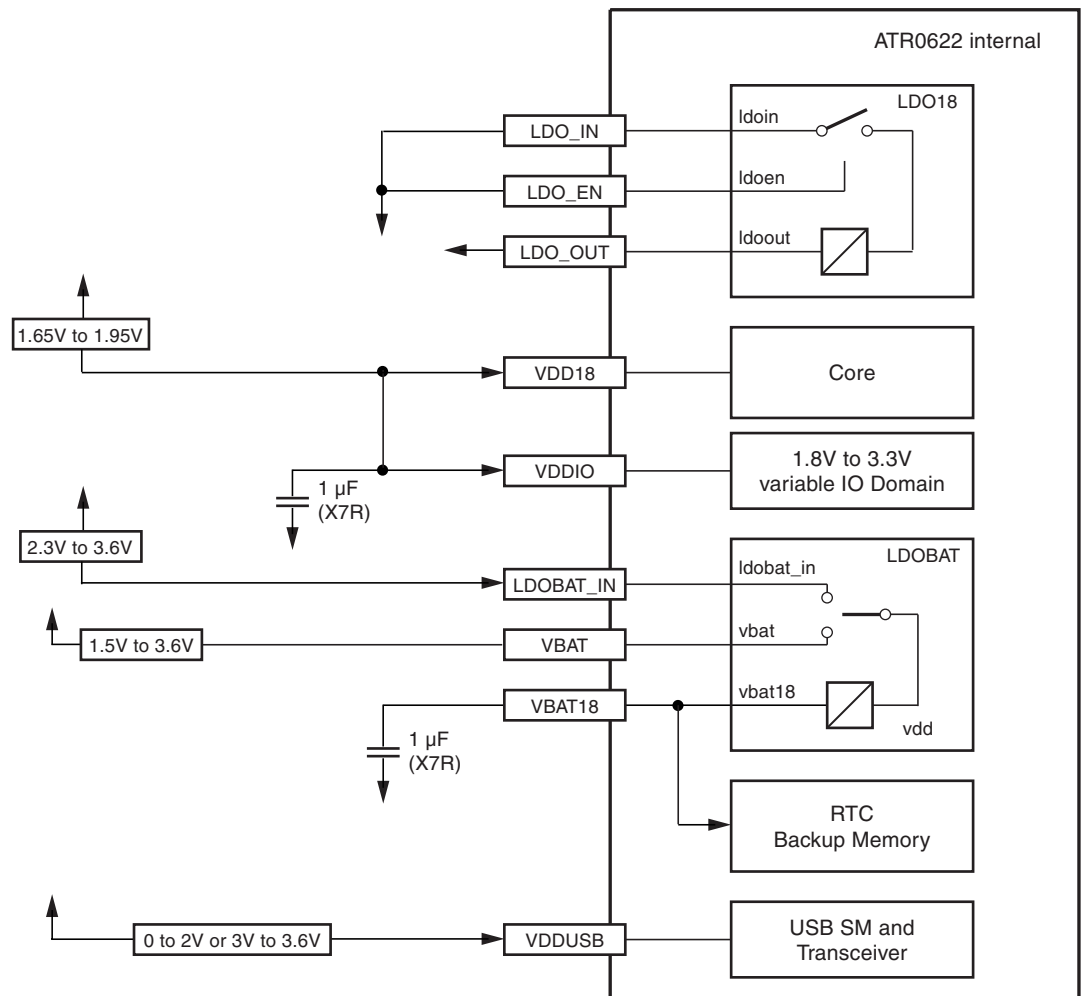 ATR0622 internal
LDO18
LDO_IN
ldoin
LDO_EN
ldoen
LDO_OUT
ldoout
1.65V to 1.95V
VDD18
Core
VDDIO
1.8V to 3.3V
variable IO Domain
1 µF
(X7R)
2.3V to 3.6V
LDOBAT
LDOBAT_IN
ldobat_in
1.5V to 3.6V
VBAT
vbat
VBAT18
vbat18
vdd
1 µF
(X7R)
RTC
Backup Memory
0 to 2V or 3V to 3.6V
VDDUSB
USB SM and
Transceiver